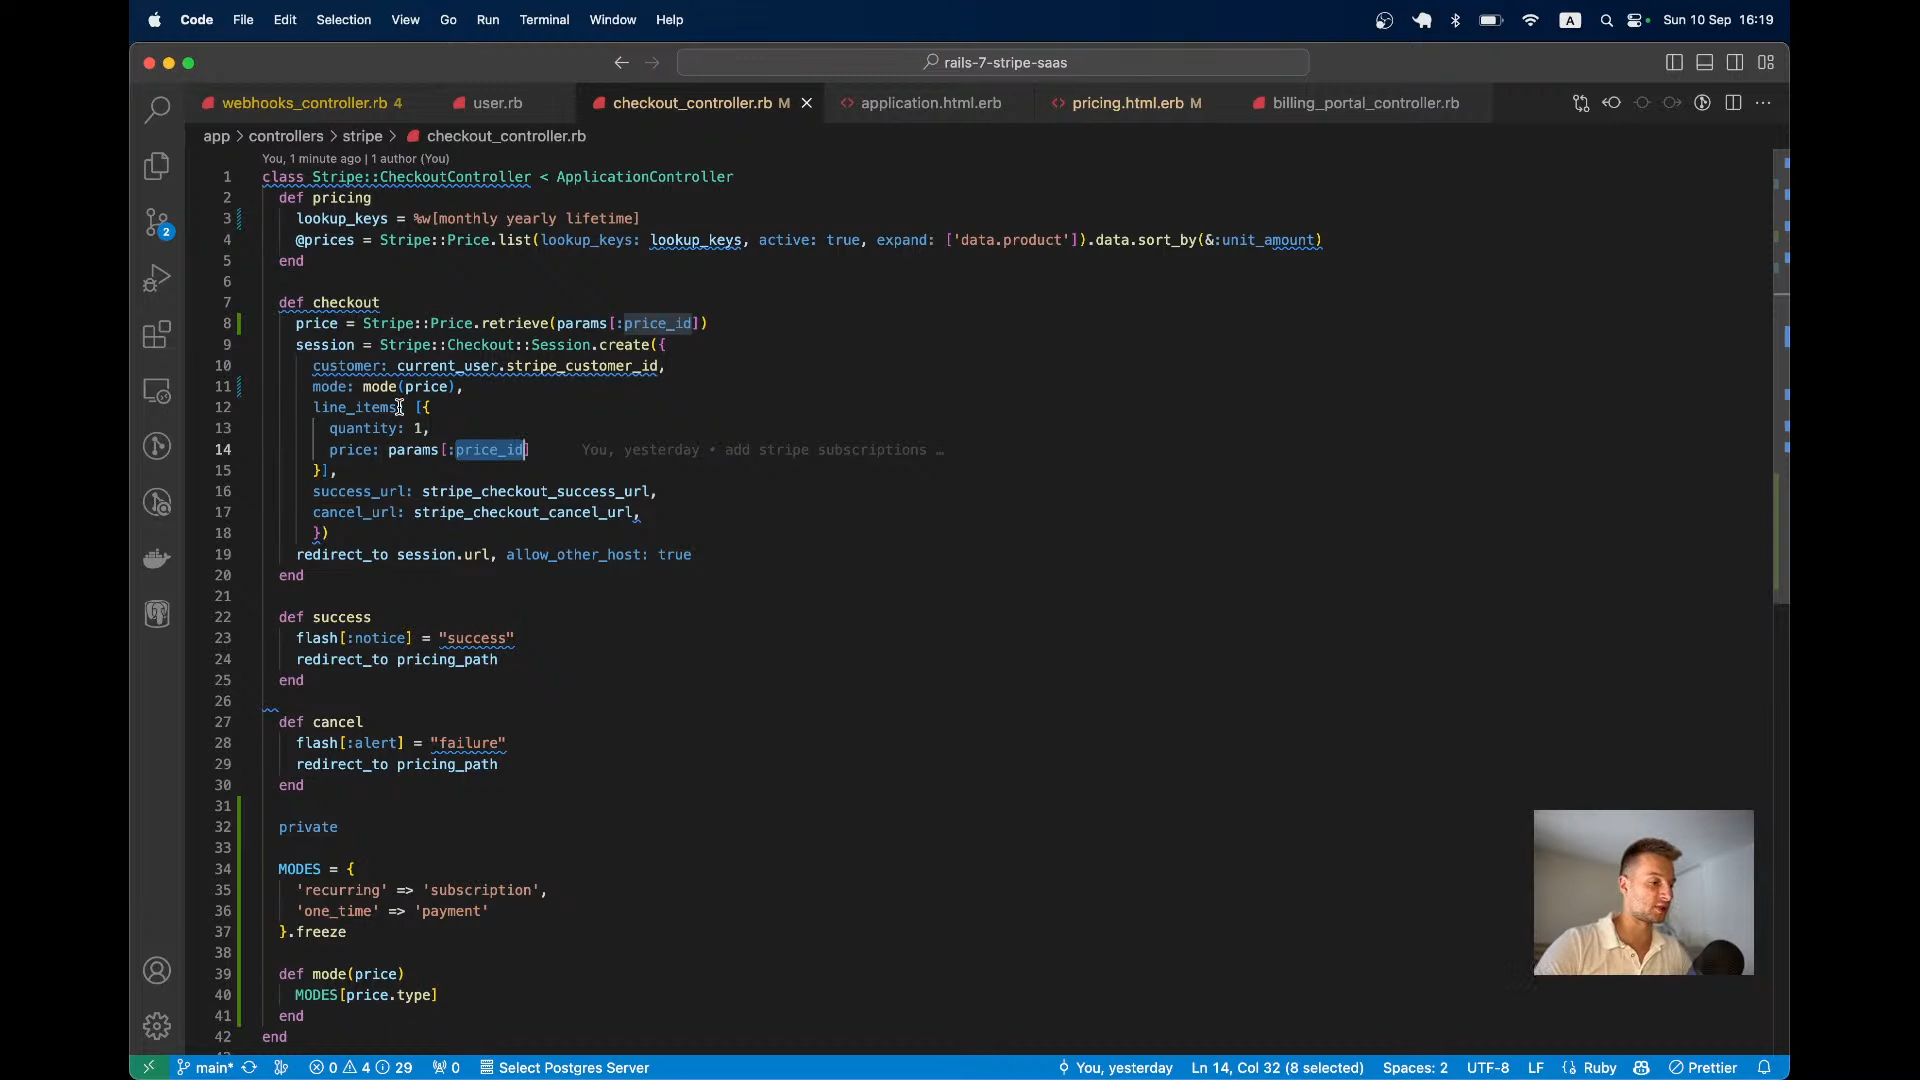 Code File Edit Selection View Go Run Terminal Window Help A Sun 10 Sep 16:19
rails-7-stripe-saas
webhooks_controller.rb 4 user.rb checkout_controller.rb M application.html.erb pricing.html.erb M billing_portal_controller.rb
app > controllers > stripe > checkout_controller.rb
You, 1 minute ago | 1 author (You)
1 class Stripe::CheckoutController < ApplicationController
2 def pricing
3 lookup_keys = %w[monthly yearly lifetime]
4 @prices = Stripe::Price.list(lookup_keys: lookup_keys, active: true, expand: ['data.product']).data.sort_by(&:unit_amount)
5 end
6
7 def checkout
8 price = Stripe::Price.retrieve(params[:price_id])
9 session = Stripe::Checkout::Session.create({
10 customer: current_user.stripe_customer_id,
11 mode: mode(price),
12 line_items: [{
13 quantity: 1,
14 price: params[:price_id] You, yesterday • add stripe subscriptions …
15 }],
16 success_url: stripe_checkout_success_url,
17 cancel_url: stripe_checkout_cancel_url,
18 })
19 redirect_to session.url, allow_other_host: true
20 end
21
22 def success
23 flash[:notice] = "success"
24 redirect_to pricing_path
25 end
26
27 def cancel
28 flash[:alert] = "failure"
29 redirect_to pricing_path
30 end
31
32 private
33
34 MODES = {
35 'recurring' => 'subscription',
36 'one_time' => 'payment'
37 }.freeze
38
39 def mode(price)
40 MODES[price.type]
41 end
42 end
2
main* 0 4 29 0 Select Postgres Server You, yesterday Ln 14, Col 32 (8 selected) Spaces: 2 UTF-8 LF Ruby Prettier